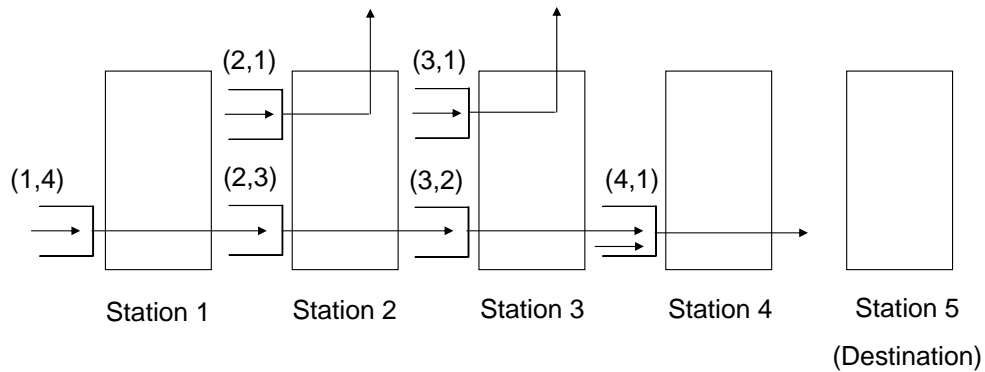 (2,1)
(3,1)
(1,4)
(2,3)
(3,2)
(4,1)
Station 1
Station 2
Station 3
Station 4
Station 5
(Destination)